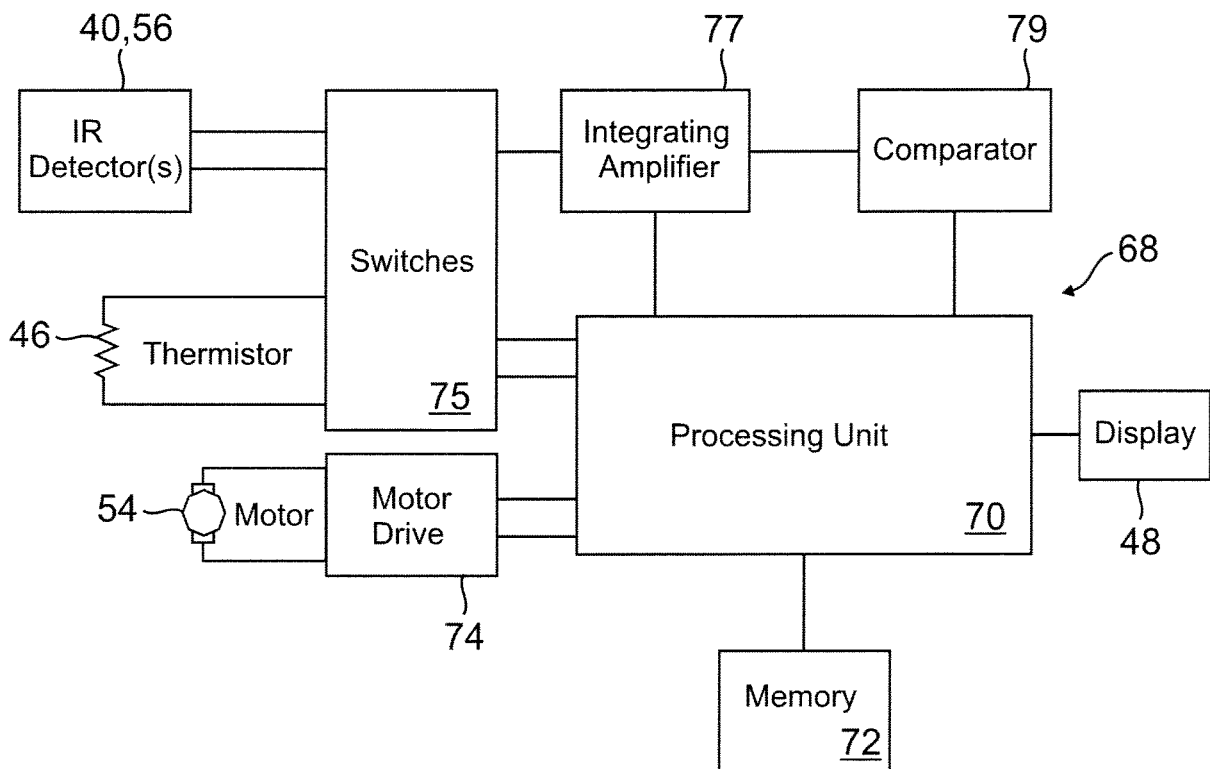 40,56
77
79
IR
Detector(s)
Integrating
Amplifier
Comparator
Switches
68
46
Thermistor
75
Processing Unit
Display
54
Motor
Motor
Drive
70
48
74
Memory
72